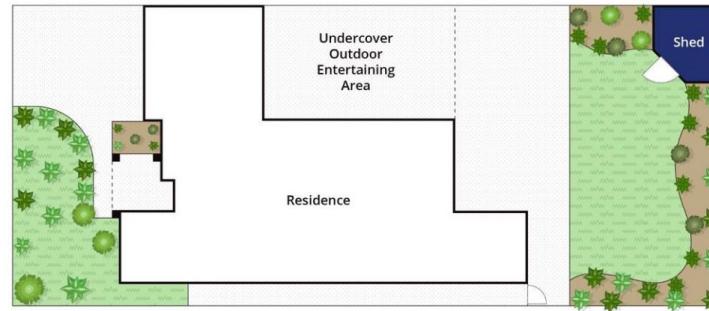 Undercover
Outdoor
Entertaining
Area
Shed
Residence